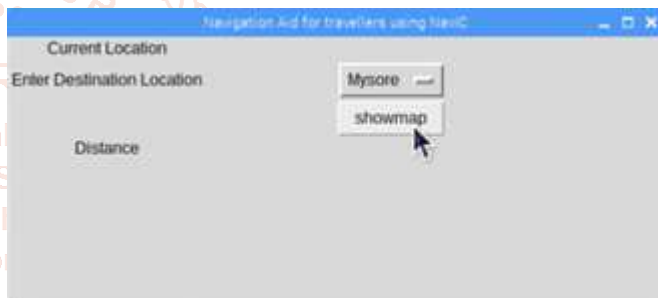 Navigation Aid for travellers using NavIC
Current Location
Enter Destination Location
Mysore
showmap
Distance